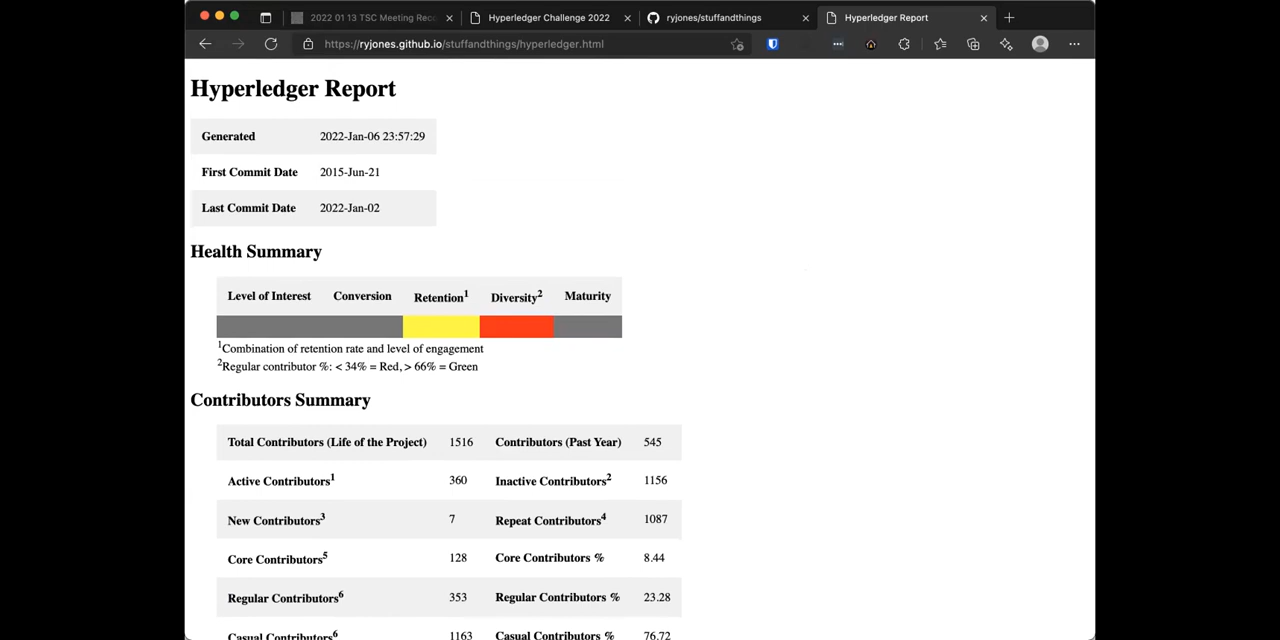 2022 01 13 TSC Meeting Rec
Hyperledger Challenge 2022
ryjones/stuffandthings
Hyperledger Report
https://ryjones.github.io/stuffandthings/hyperledger.html
Hyperledger Report
Generated 2022-Jan-06 23:57:29
First Commit Date 2015-Jun-21
Last Commit Date 2022-Jan-02
Health Summary
Level of Interest Conversion Retention1 Diversity2 Maturity
1Combination of retention rate and level of engagement
2Regular contributor %: < 34% = Red, > 66% = Green
Contributors Summary
Total Contributors (Life of the Project) 1516 Contributors (Past Year) 545
Active Contributors1 360 Inactive Contributors2 1156
New Contributors3 7 Repeat Contributors4 1087
Core Contributors5 128 Core Contributors % 8.44
Regular Contributors6 353 Regular Contributors % 23.28
Casual Contributors6 1163 Casual Contributors % 76.72